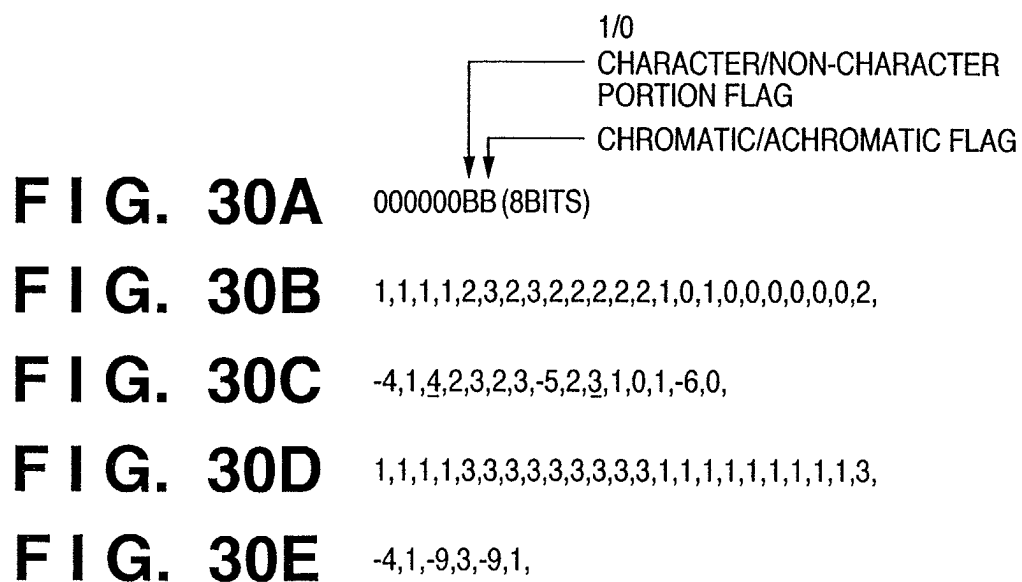 1/0
CHARACTER/NON-CHARACTER
PORTION FLAG
CHROMATIC/ACHROMATIC FLAG
FIG. 30A 000000BB (8BITS)
FIG. 30B 1,1,1,1,2,3,2,3,2,2,2,2,2,1,0,1,0,0,0,0,0,0,2,
FIG. 30C -4,1,4,2,3,2,3,-5,2,3,1,0,1,-6,0,
FIG. 30D 1,1,1,1,3,3,3,3,3,3,3,3,3,1,1,1,1,1,1,1,1,1,3,
FIG. 30E -4,1,-9,3,-9,1,